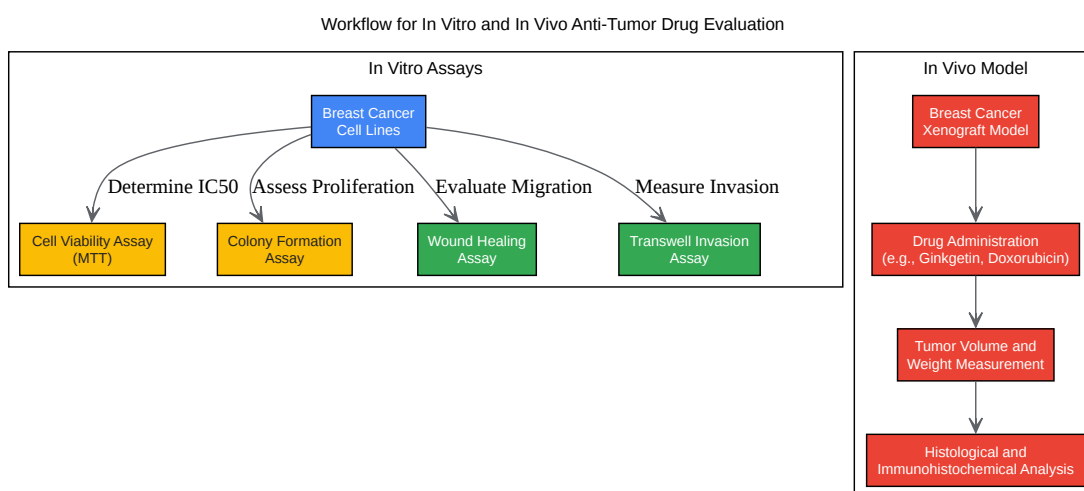 Workflow for In Vitro and In Vivo Anti-Tumor Drug Evaluation
In Vitro Assays
Breast Cancer
Cell Lines
Determine IC50
Assess Proliferation
Evaluate Migration
Measure Invasion
Cell Viability Assay
(MTT)
Colony Formation
Assay
Wound Healing
Assay
Transwell Invasion
Assay
In Vivo Model
Breast Cancer
Xenograft Model
Drug Administration
(e.g., Ginkgetin, Doxorubicin)
Tumor Volume and
Weight Measurement
Histological and
Immunohistochemical Analysis